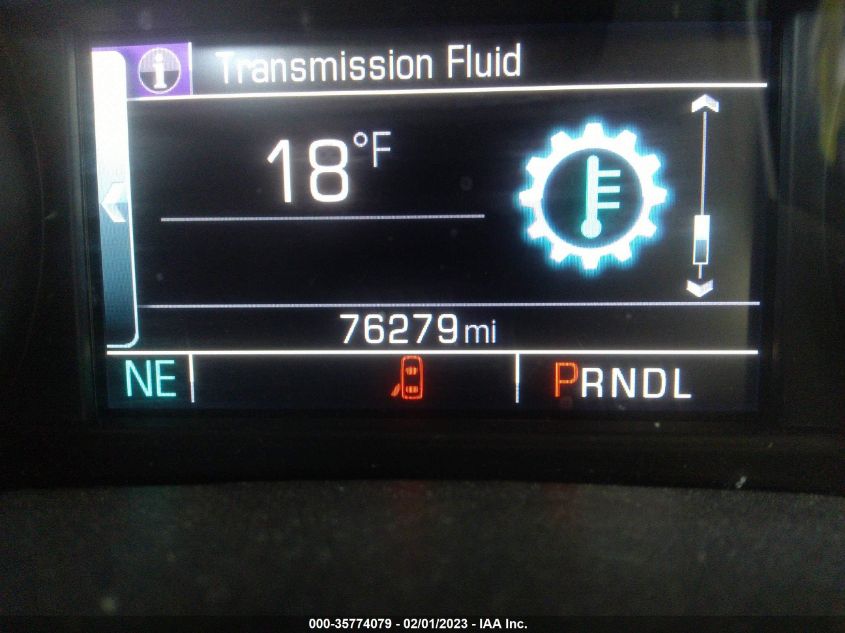 Transmission Fluid
18°F
76279mi
NE
PRNDL
000-35774079 - 02/01/2023 - IAA Inc.